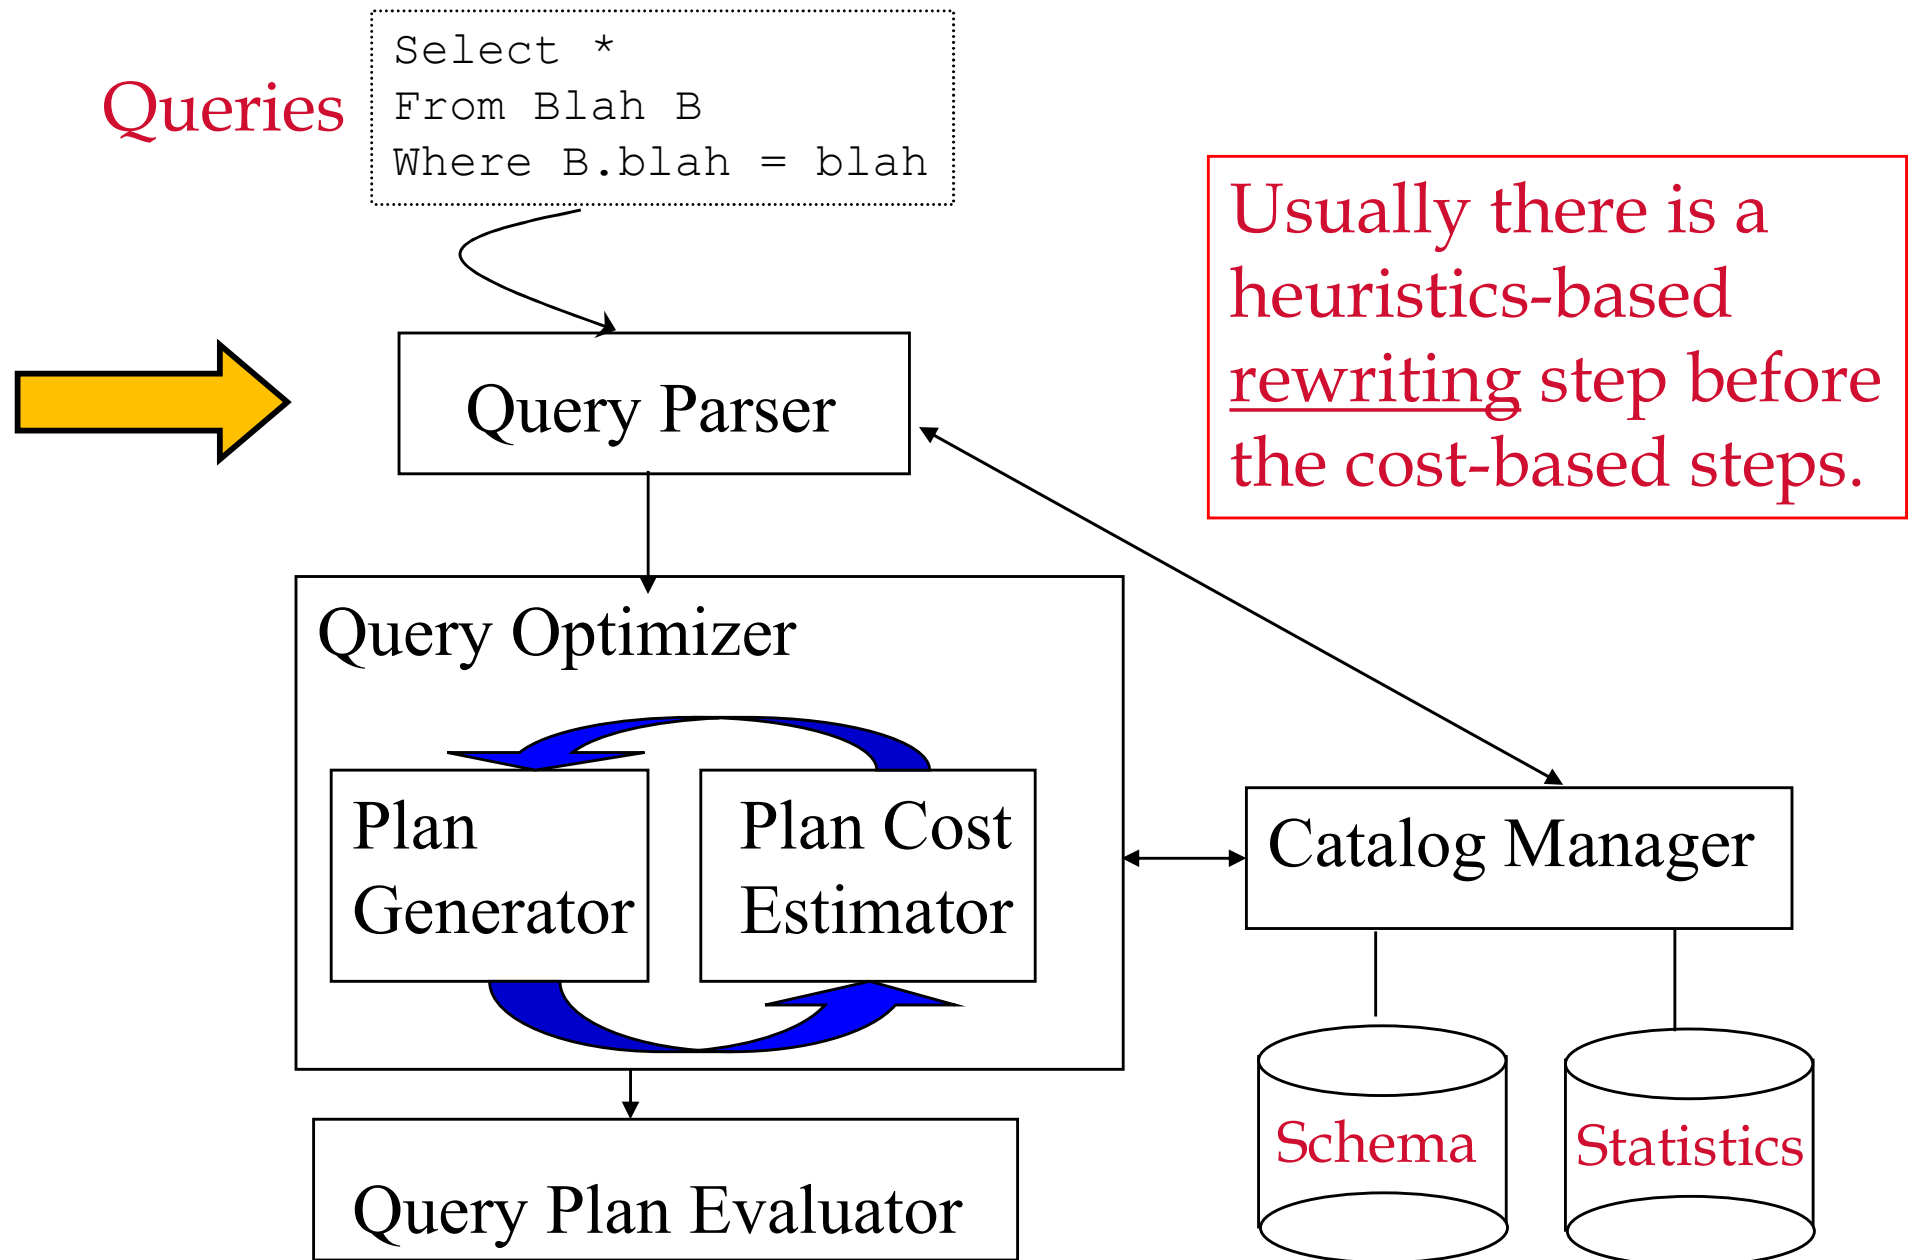 Queries
Select *
From Blah B
Where B.blah = blah
Usually there is a
heuristics-based
rewriting step before
the cost-based steps.
Query Parser
Query Optimizer
Plan
Generator
Plan Cost
Estimator
Catalog Manager
Schema
Statistics
Query Plan Evaluator